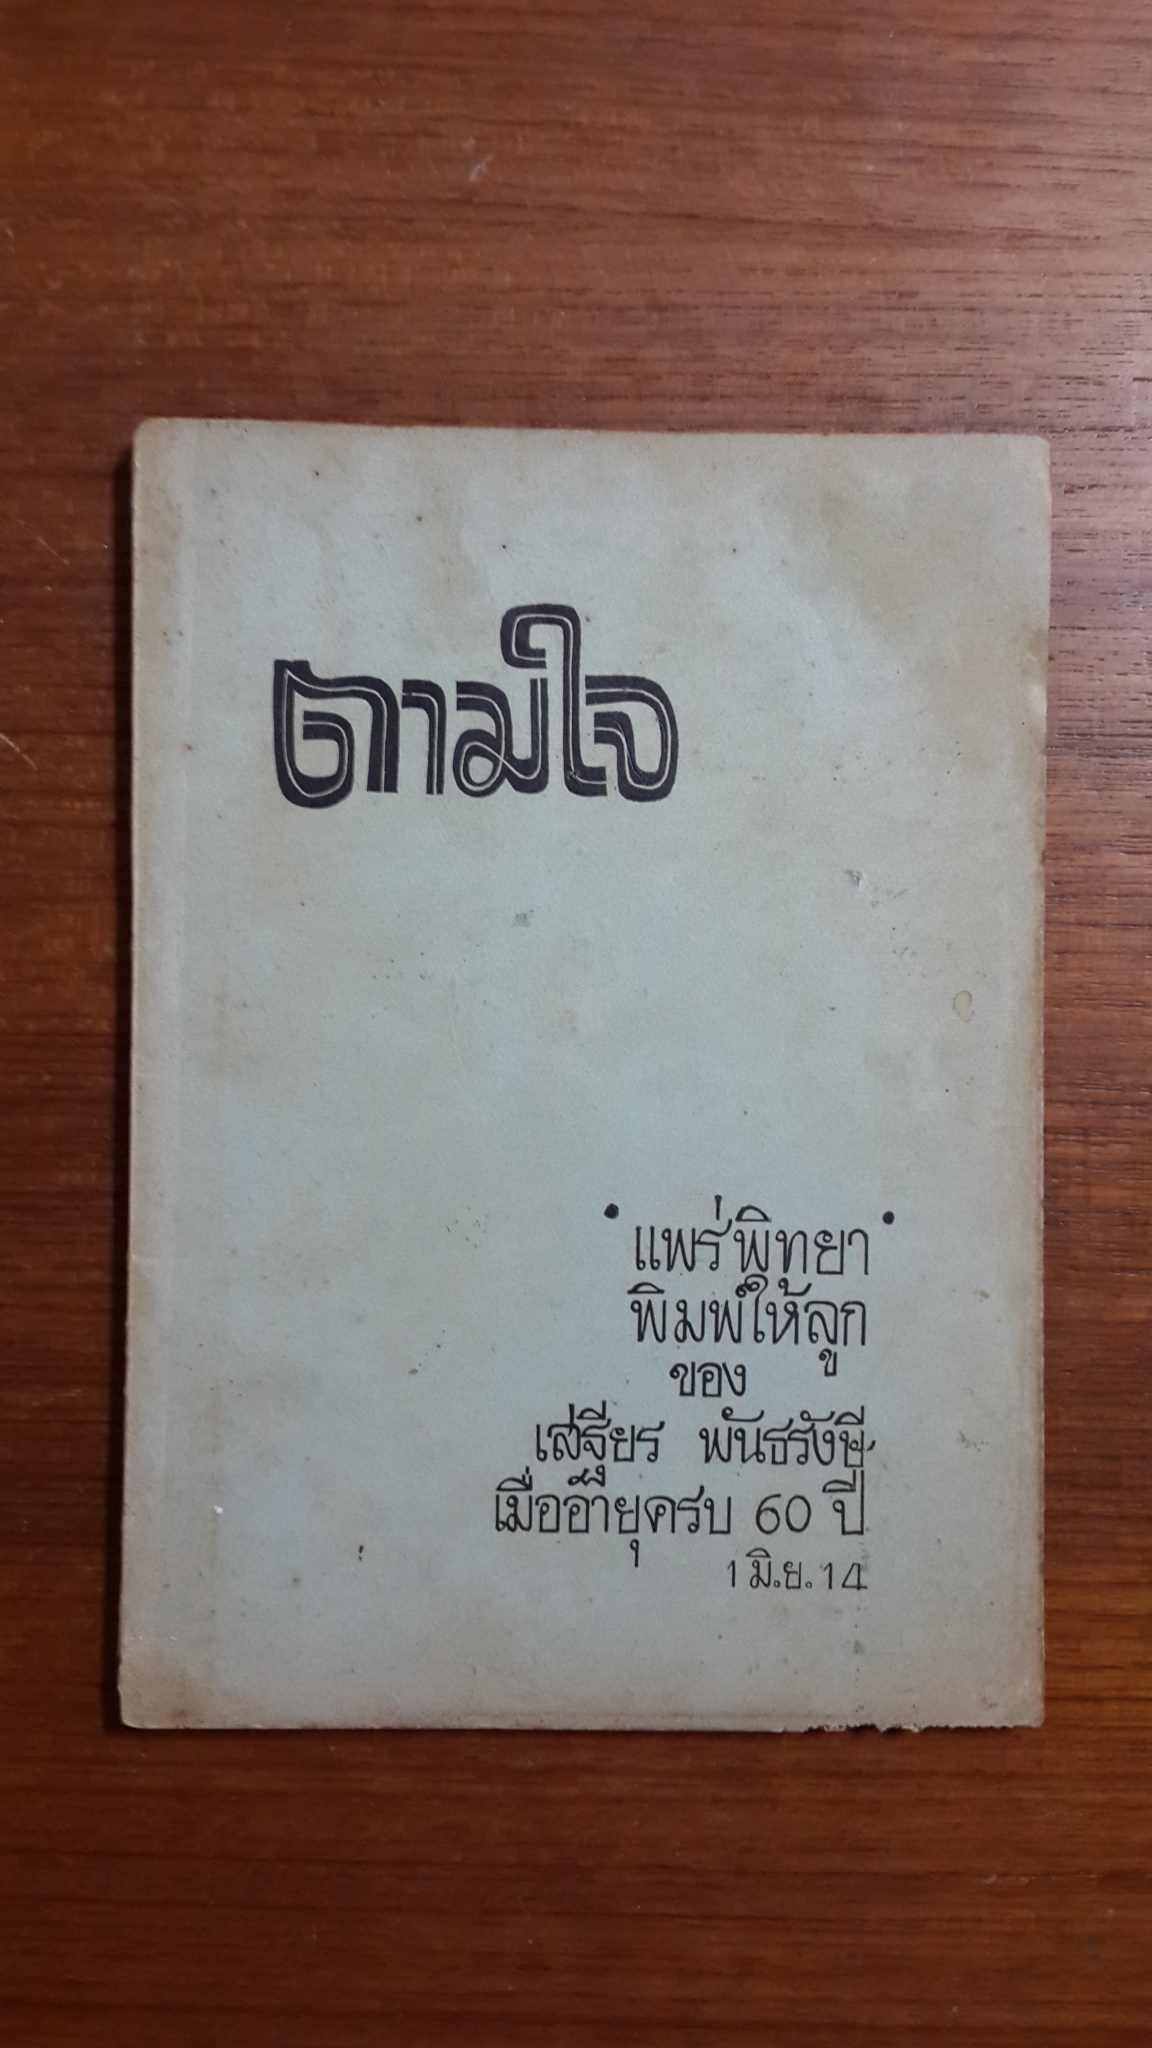 ตามใจ
• แพร่พิทยา •
พิมพ์ให้ลูก
ของ
เสฐียร พันธรังษี
เมื่ออายุครบ 60 ปี
1 มิ.ย. 14